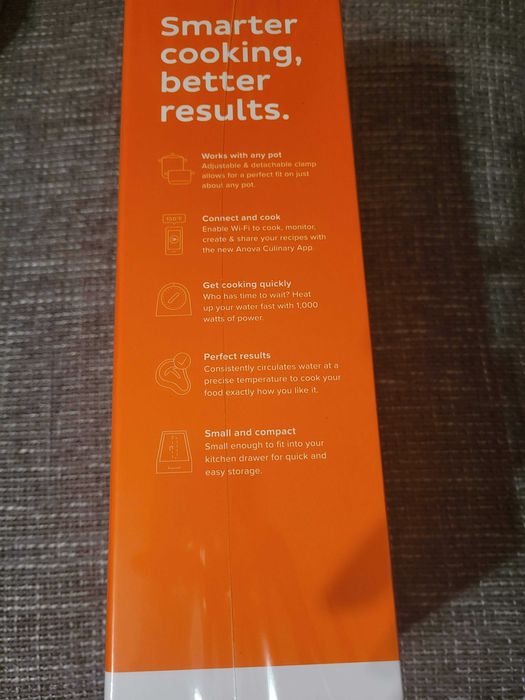 Smarter
cooking,
better
results.
Works with any pot
Adjustable & detachable clamp
allows for a perfect fit on just
about any pot.
Connect and cook
Enable Wi-Fi to cook, monitor,
create & share your recipes with
the new Anova Culinary App.
Get cooking quickly
Who has time to wait? Heat
up your water fast with 1,000
watts of power.
Perfect results
Consistently circulates water at a
precise temperature to cook your
food exactly how you like it.
Small and compact
Small enough to fit into your
kitchen drawer for quick and
easy storage.